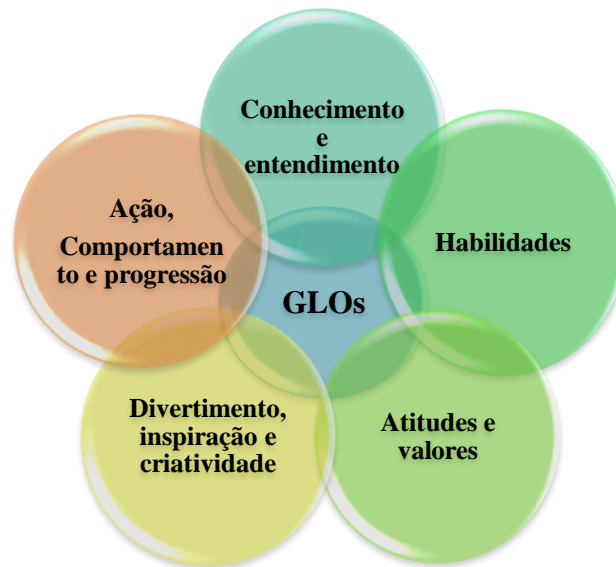 Conhecimento
e
entendimento
Habilidades
Atitudes e
valores
Divertimento,
inspiração e
criatividade
Ação,
Comportamen
to e progressão
GLOs